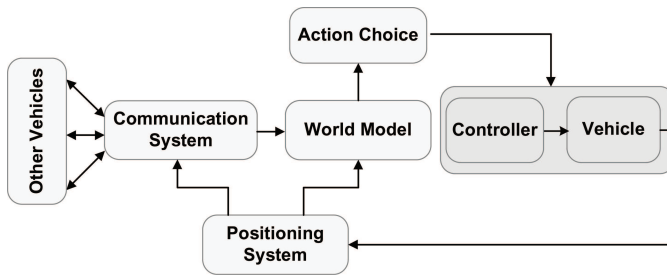 Other Vehicles
Communication
System
Action Choice
World Model
Controller
Vehicle
Positioning
System